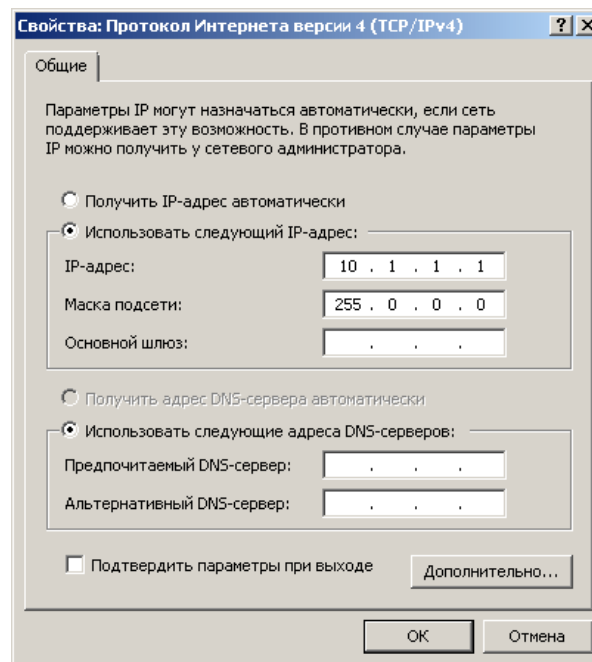 Свойства: Протокол Интернета версии 4 (TCP/IPv4)
Общие
Параметры IP могут назначаться автоматически, если сеть
поддерживает эту возможность. В противном случае параметры
IP можно получить у сетевого администратора.
Получить IP-адрес автоматически
Использовать следующий IP-адрес:
IP-адрес: 10 . 1 . 1 . 1
Маска подсети: 255 . 0 . 0 . 0
Основной шлюз: . . .
Получить адрес DNS-сервера автоматически
Использовать следующие адреса DNS-серверов:
Предпочитаемый DNS-сервер: . . .
Альтернативный DNS-сервер: . . .
Подтвердить параметры при выходе Дополнительно...
ОК Отмена